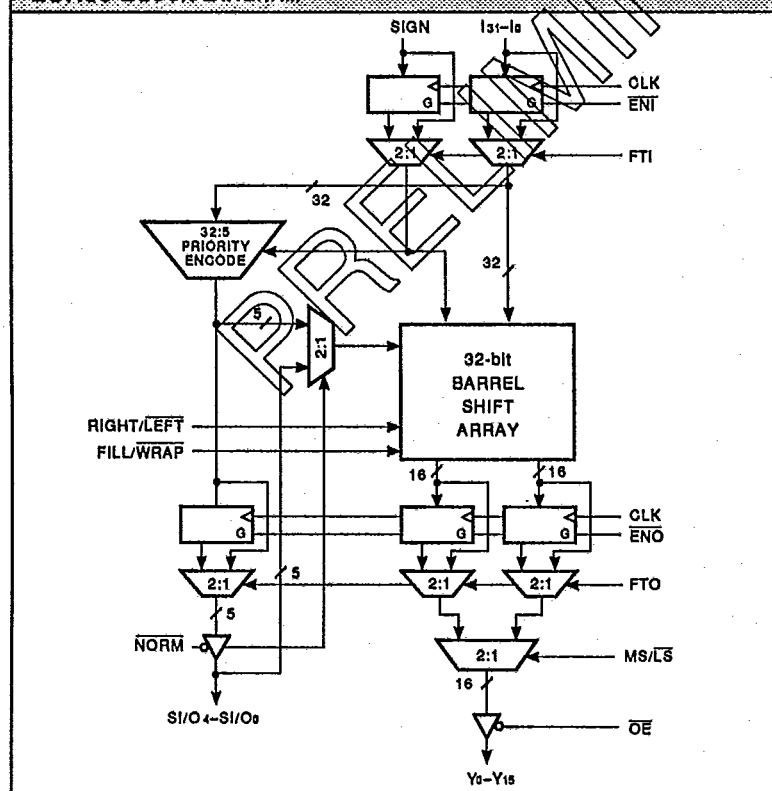 SIGN
I31–I0
CLK
G
G
ENI
2:1
2:1
FTI
32
32:5
PRIORITY
ENCODE
32
5
2:1
32-bit
BARREL
SHIFT
ARRAY
RIGHT/LEFT
FILL/WRAP
16
16
CLK
G
G
G
ENO
2:1
5
2:1
2:1
FTO
5
NORM
2:1
MS/LS
16
SI/O4–SI/O0
OE
Y0–Y15